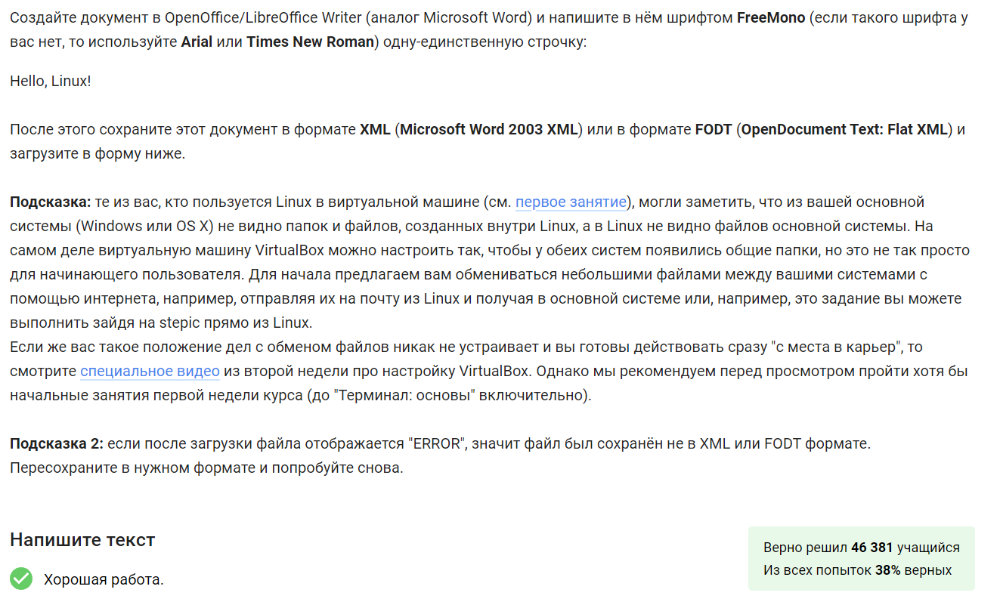 Создайте документ в OpenOffice/LibreOffice Writer (аналог Microsoft Word) и напишите в нём шрифтом FreeMono (если такого шрифта у
вас нет, то используйте Arial или Times New Roman) одну-единственную строчку:
Hello, Linux!
После этого сохраните этот документ в формате XML (Microsoft Word 2003 XML) или в формате FODT (OpenDocument Text: Flat XML) и
загрузите в форму ниже.
Подсказка: те из вас, кто пользуется Linux в виртуальной машине (см. первое занятие), могли заметить, что из вашей основной
системы (Windows или OS X) не видно папок и файлов, созданных внутри Linux, а в Linux не видно файлов основной системы. На
самом деле виртуальную машину VirtualBox можно настроить так, чтобы у обеих систем появились общие папки, но это не так просто
для начинающего пользователя. Для начала предлагаем вам обмениваться небольшими файлами между вашими системами с
помощью интернета, например, отправляя их на почту из Linux и получая в основной системе или, например, это задание вы можете
выполнить зайдя на stepic прямо из Linux.
Если же вас такое положение дел с обменом файлов никак не устраивает и вы готовы действовать сразу "с места в карьер", то
смотрите специальное видео из второй недели про настройку VirtualBox. Однако мы рекомендуем перед просмотром пройти хотя бы
начальные занятия первой недели курса (до "Терминал: основы" включительно).
Подсказка 2: если после загрузки файла отображается "ERROR", значит файл был сохранён не в XML или FODT формате.
Пересохраните в нужном формате и попробуйте снова.
Напишите текст
Хорошая работа.
Верно решил 46 381 учащийся
Из всех попыток 38% верных